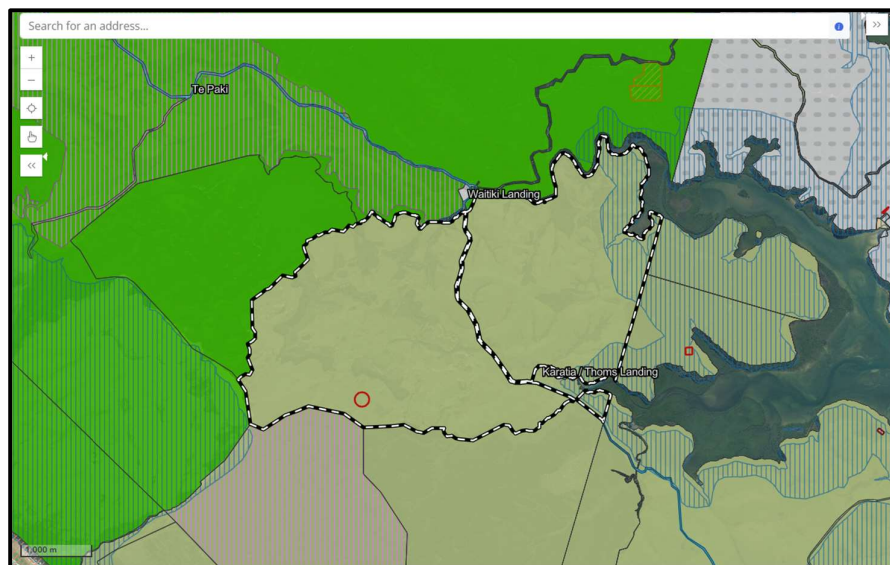 Search for an address...
Te Paki
Waitiki Landing
Karatia / Thoms Landing
1,000 m